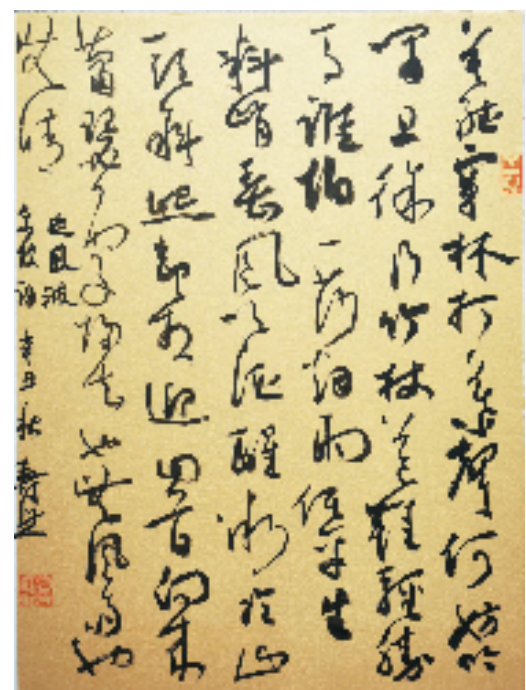 莫聽穿林打葉聲何妨吟
嘯且徐行竹杖芒鞋輕勝
馬誰怕一蓑煙雨任平生
料峭春風吹酒醒微冷山
頭斜照卻相迎回首向來
蕭瑟處歸去也無風雨也
無晴
定風波
辛丑秋